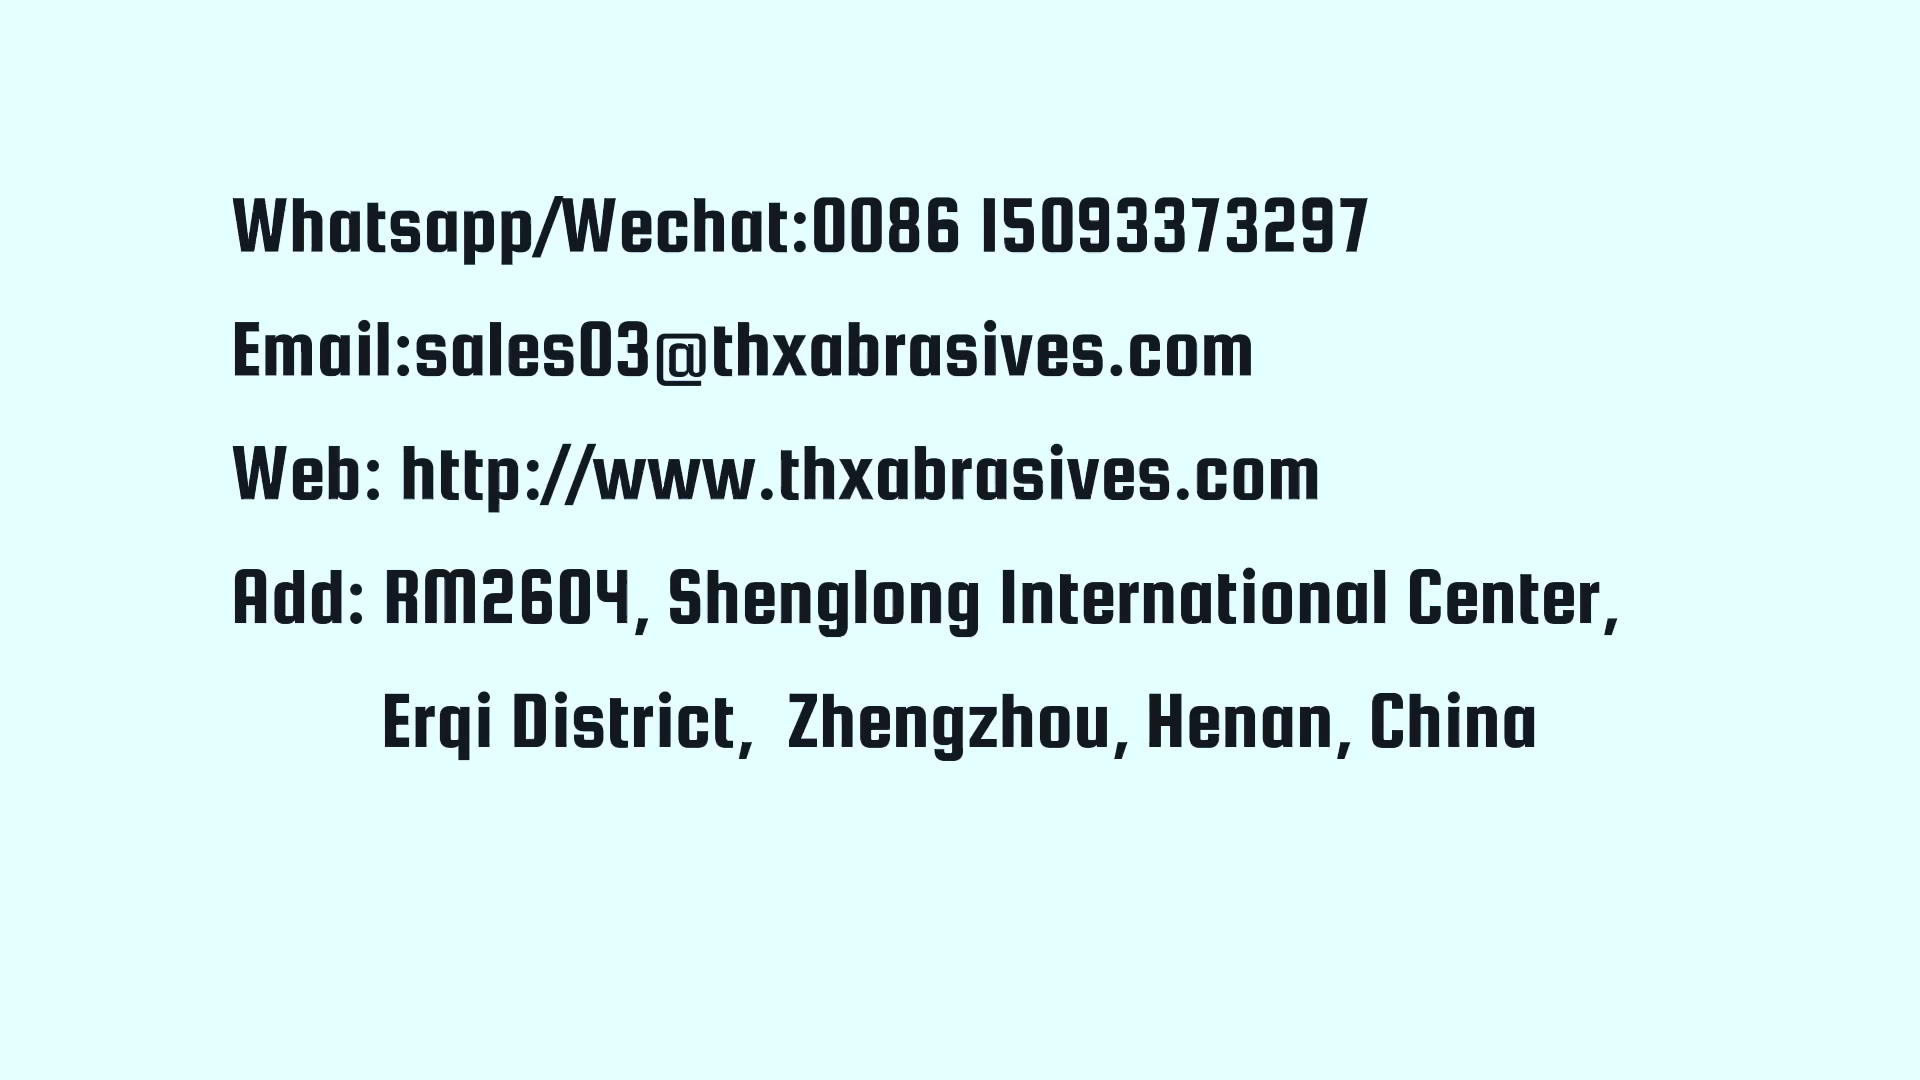 Whatsapp/Wechat:0086 15093373297
Email:sales03@thxabrasives.com
Web: http://www.thxabrasives.com
Add: RM2604, Shenglong International Center,
Erqi District,  Zhengzhou, Henan, China